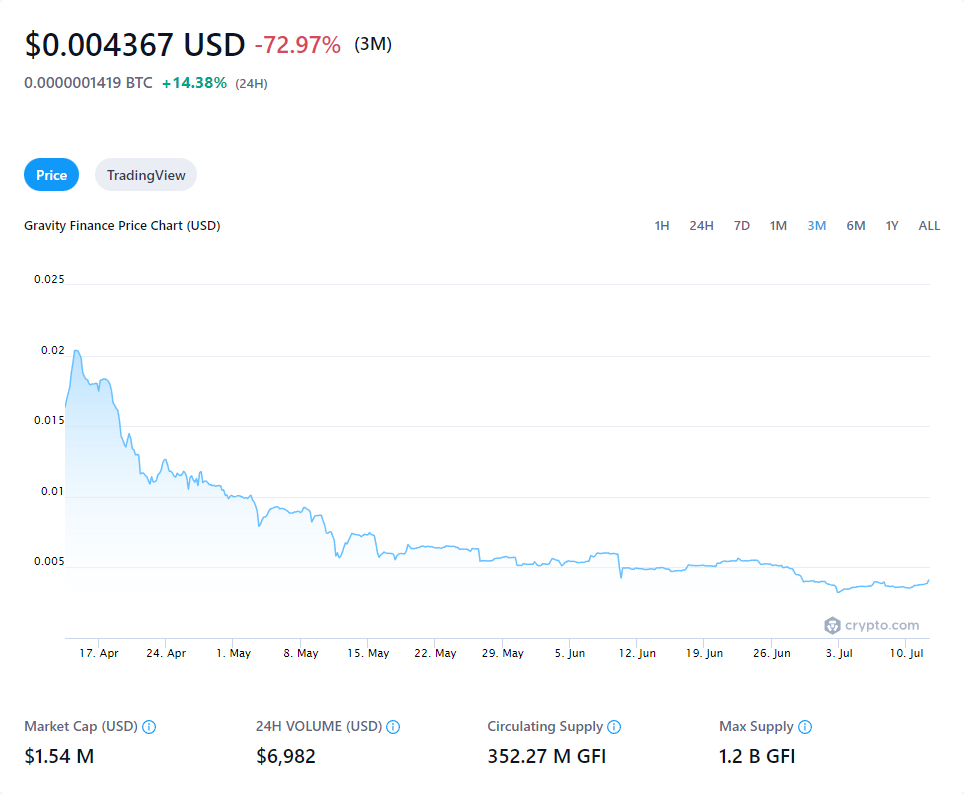 $0.004367 USD -72.97% (3M)
0.0000001419 BTC +14.38% (24H)
Price TradingView
Gravity Finance Price Chart (USD) 1H 24H 7D 1M 3M 6M 1Y ALL
0.025
0.02
0.015
0.01
0.005
crypto.com
17. Apr 24. Apr 1. May 8. May 15. May 22. May 29. May 5. Jun 12. Jun 19. Jun 26. Jun 3. Jul 10. Jul
Market Cap (USD) 24H VOLUME (USD) Circulating Supply Max Supply
$1.54 M $6,982 352.27 M GFI 1.2 B GFI